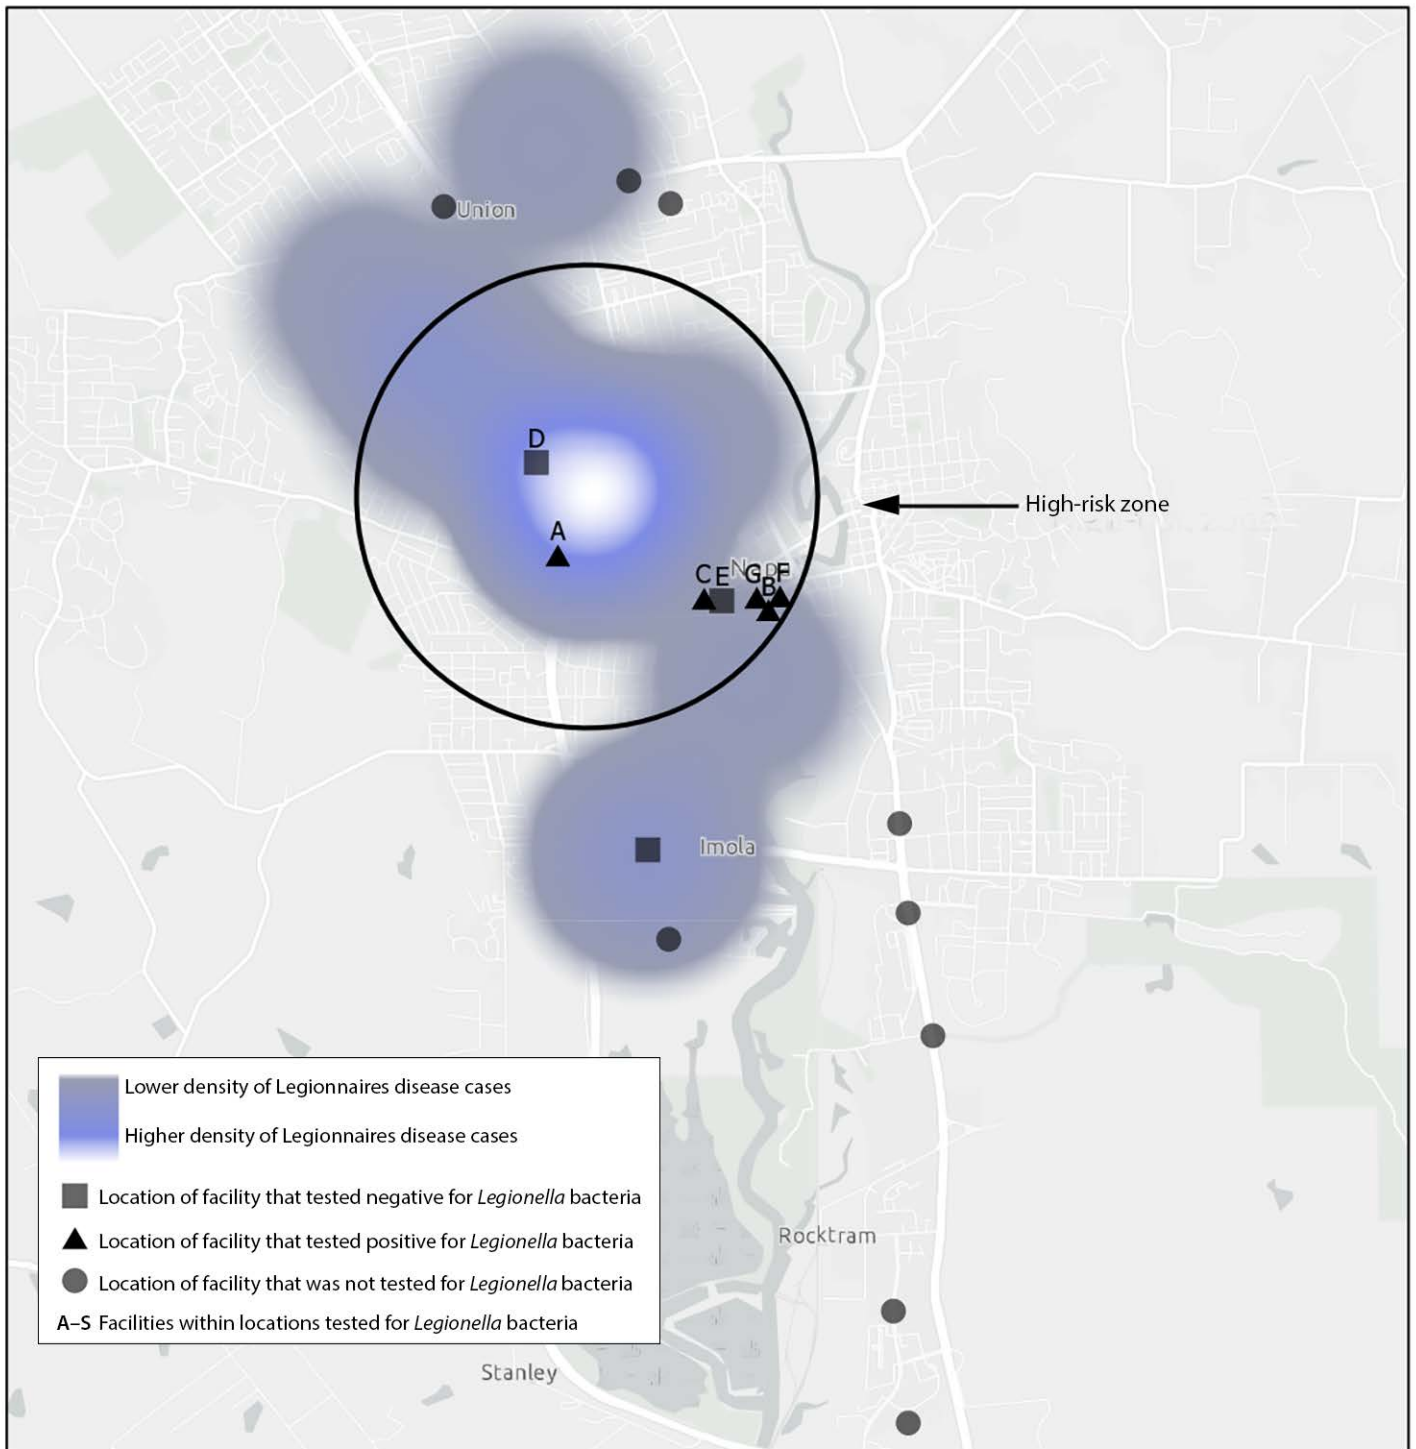 Union
D
High-risk zone
A
Napa
C E G B F
Imola
Lower density of Legionnaires disease cases
Higher density of Legionnaires disease cases
Location of facility that tested negative for Legionella bacteria
Location of facility that tested positive for Legionella bacteria
Location of facility that was not tested for Legionella bacteria
A–S Facilities within locations tested for Legionella bacteria
Rocktram
Stanley